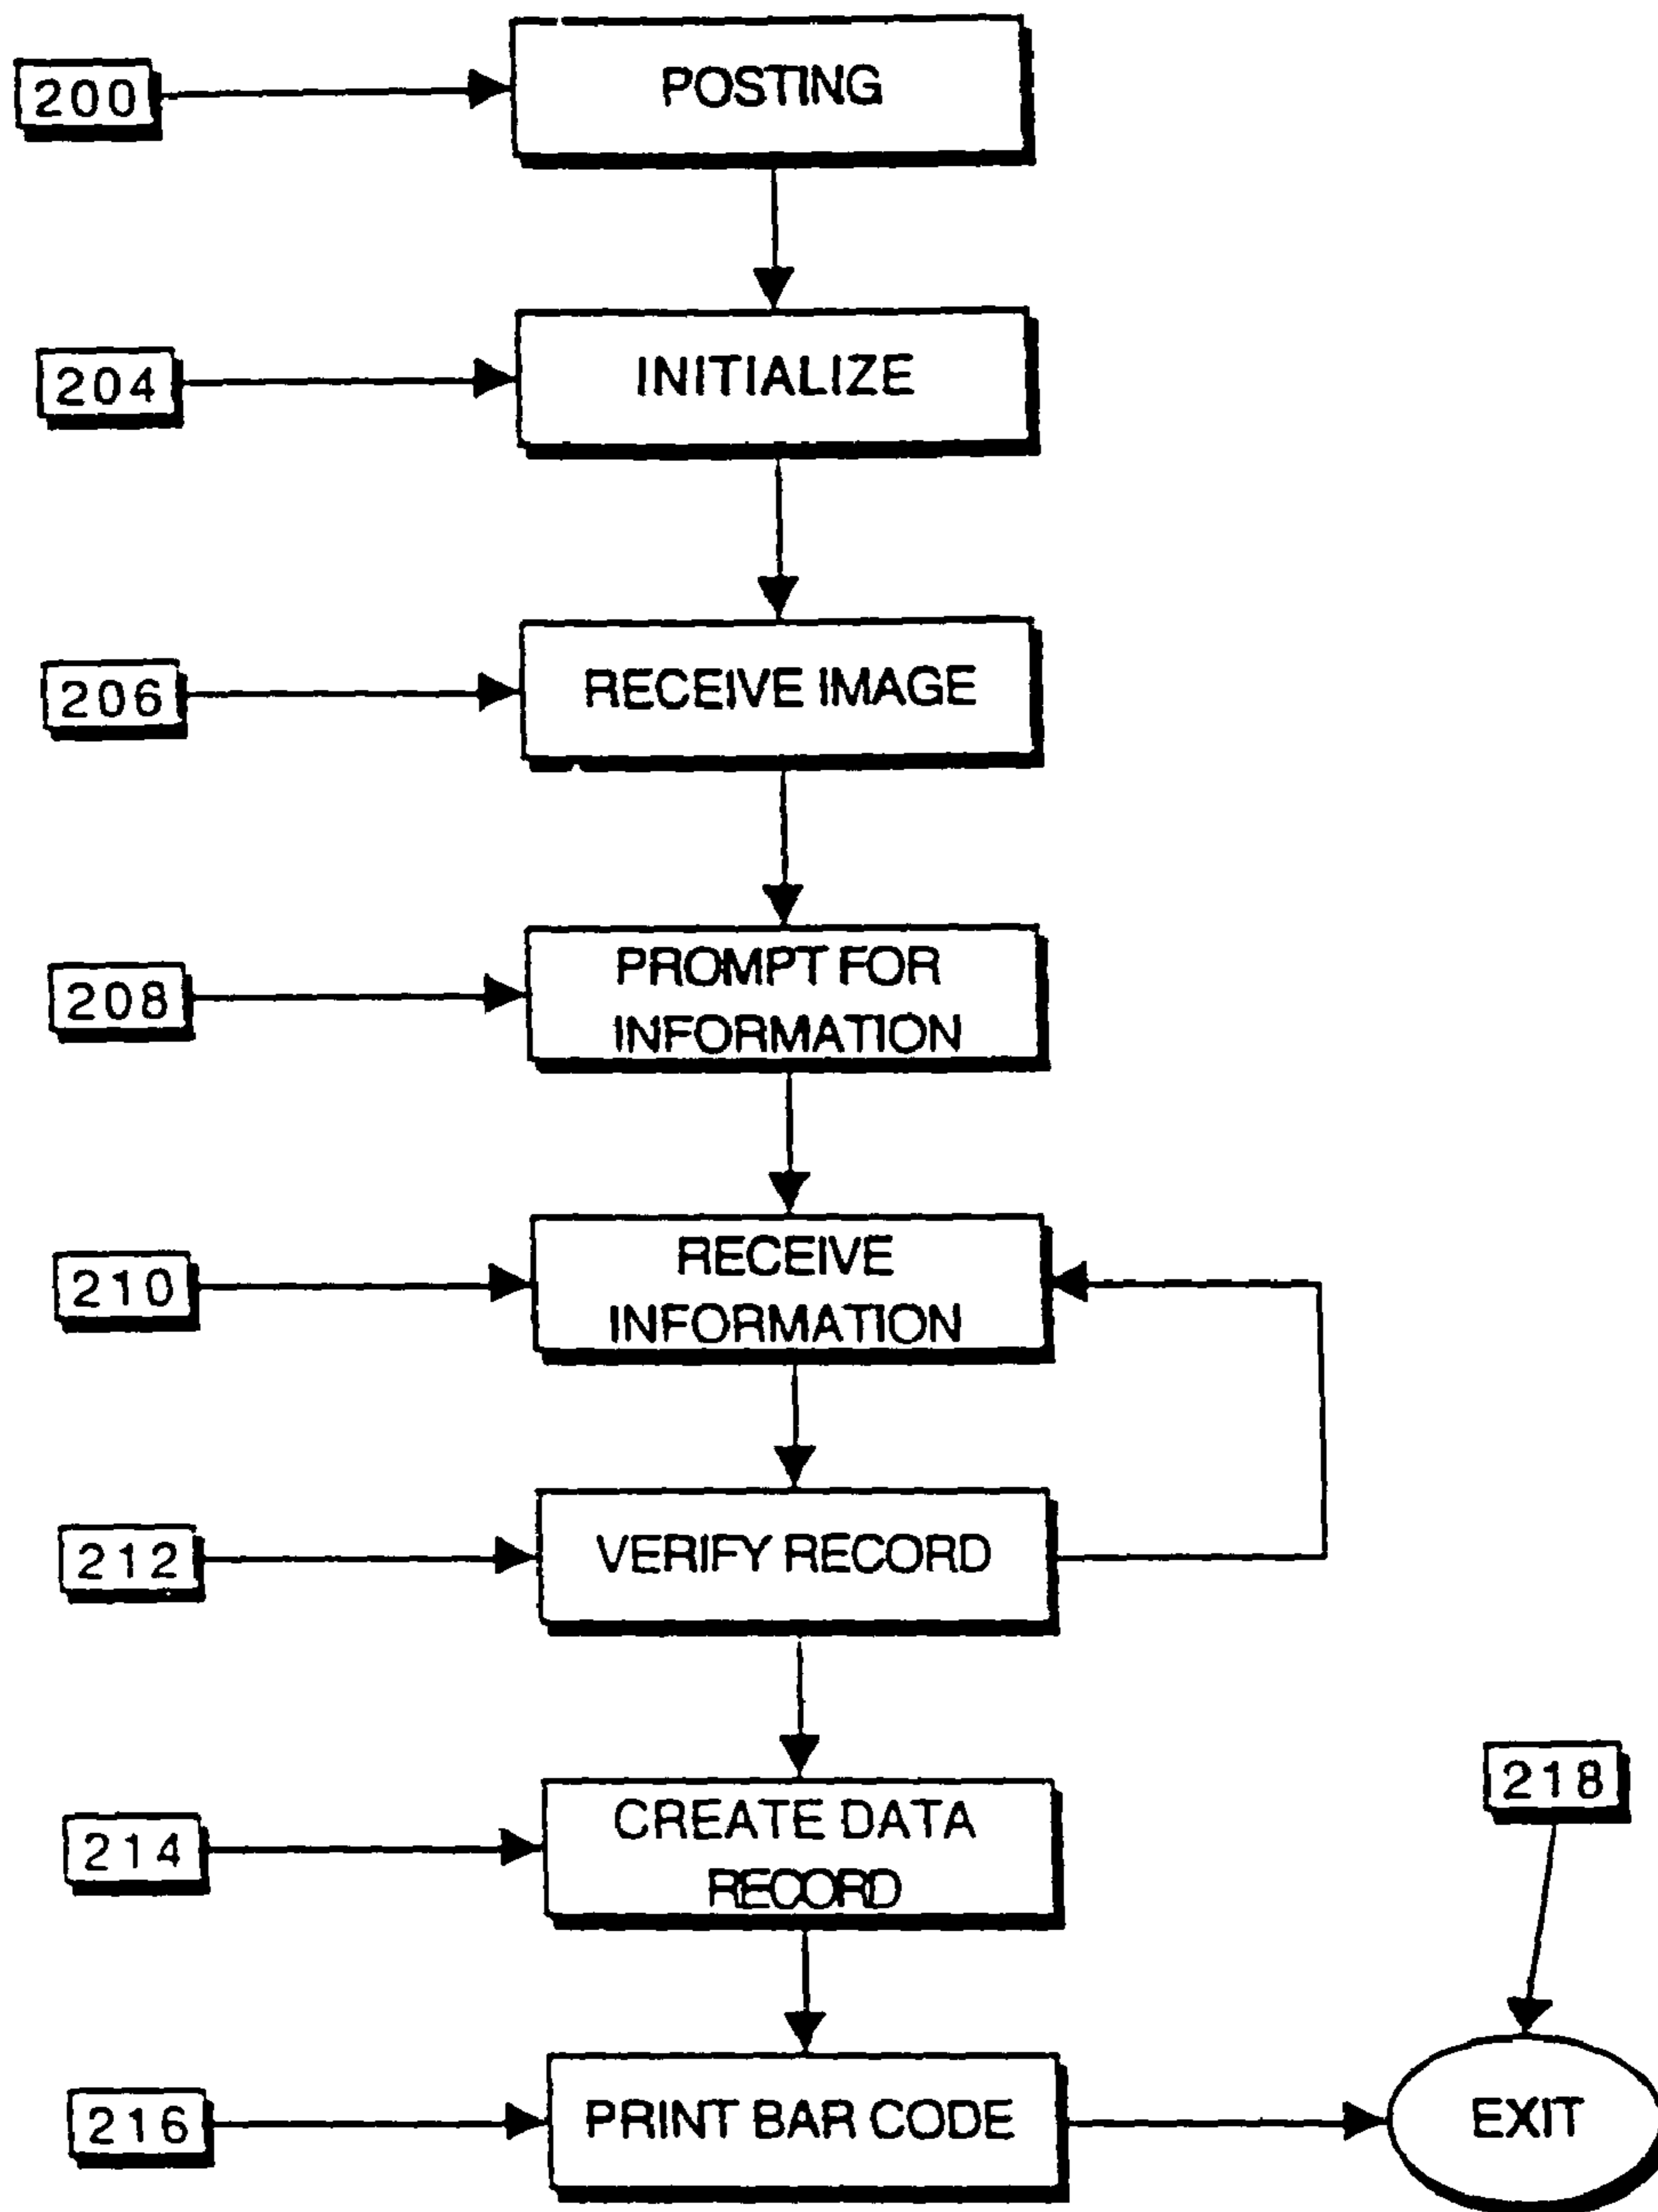 200
POSTING
204
INITIALIZE
206
RECEIVE IMAGE
208
PROMPT FOR
INFORMATION
210
RECEIVE
INFORMATION
212
VERIFY RECORD
214
CREATE DATA
RECORD
218
216
PRINT BAR CODE
EXIT